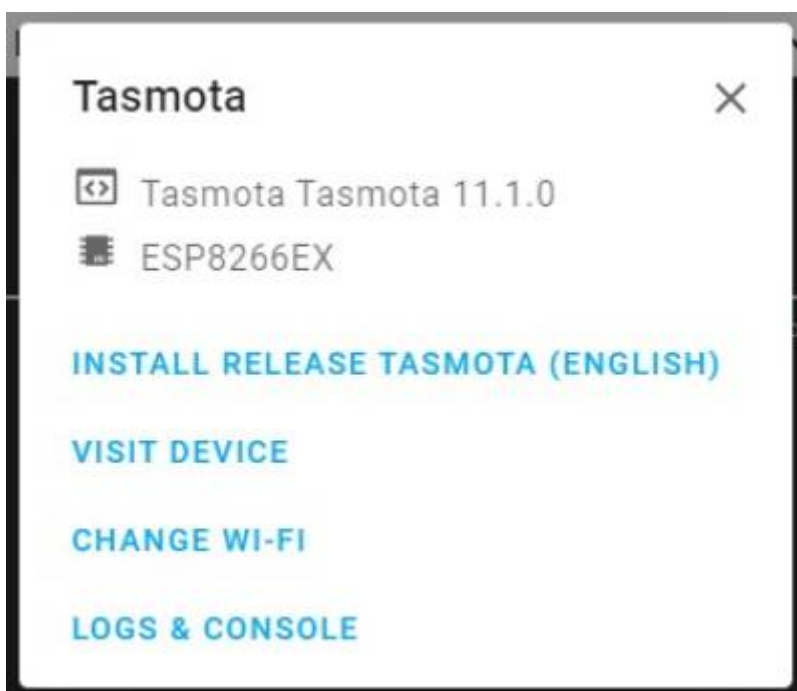 Tasmota
Tasmota Tasmota 11.1.0
ESP8266EX
INSTALL RELEASE TASMOTA (ENGLISH)
VISIT DEVICE
CHANGE WI-FI
LOGS & CONSOLE